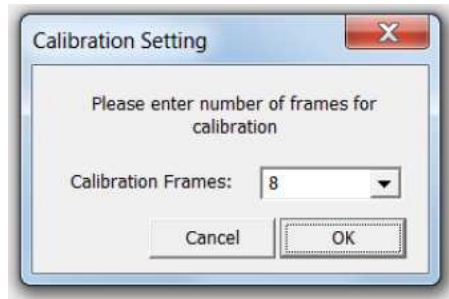 Calibration Setting
Please enter number of frames for
calibration
Calibration Frames: 8
Cancel OK